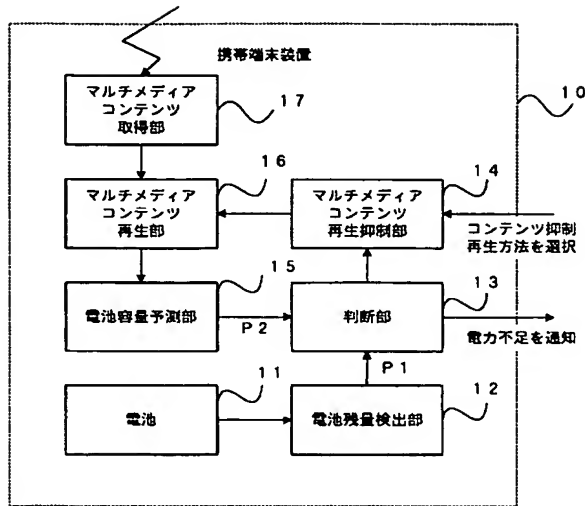 携帯端末装置
マルチメディア
コンテンツ
取得部
17
10
マルチメディア
コンテンツ
再生部
16
マルチメディア
コンテンツ
再生抑制部
14
コンテンツ抑制
再生方法を選択
電池容量予測部
15
P2
判断部
13
電力不足を通知
P1
電池
11
電池残量検出部
12